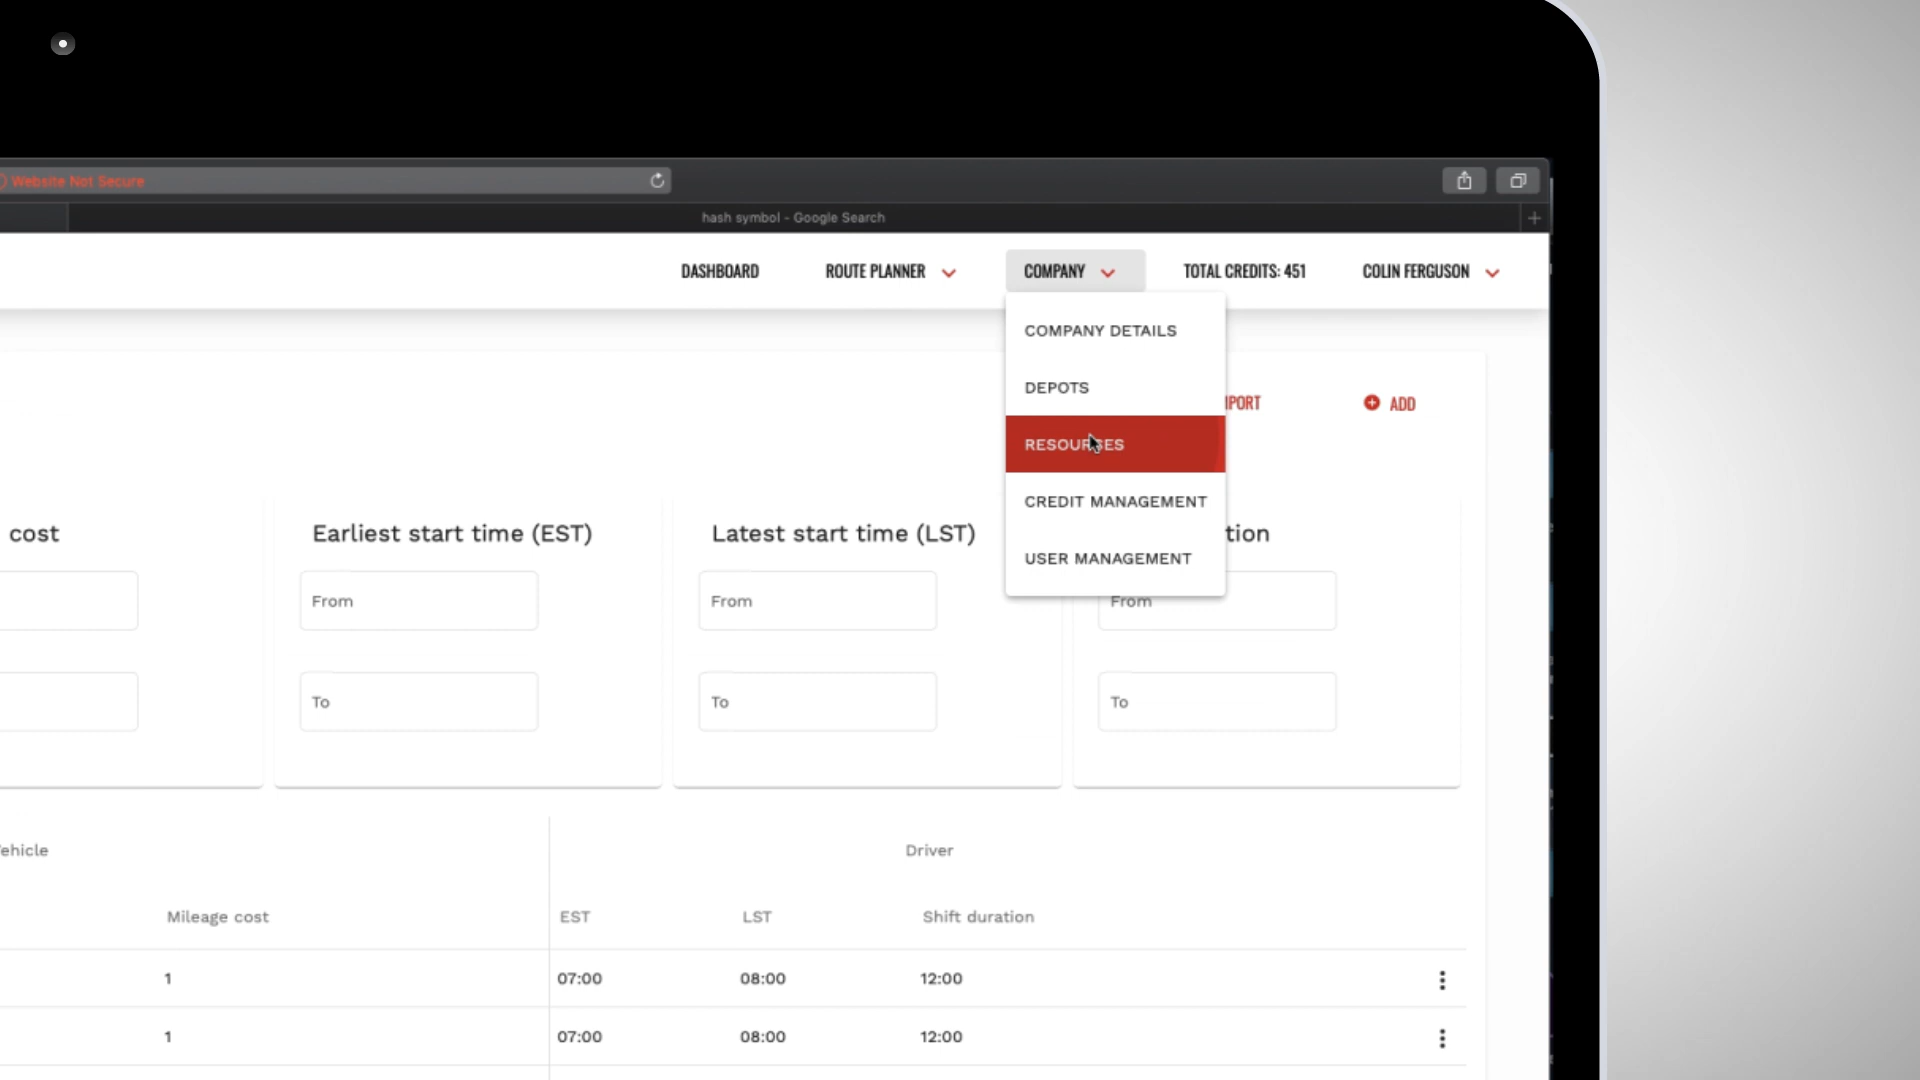 Website Not Secure
hash symbol - Google Search
DASHBOARD
ROUTE PLANNER
COMPANY
TOTAL CREDITS: 451
COLIN FERGUSON
COMPANY DETAILS
DEPOTS
RESOURCES
CREDIT MANAGEMENT
USER MANAGEMENT
ADD
cost
Earliest start time (EST)
Latest start time (LST)
From
From
From
To
To
To
Driver
Mileage cost
EST
LST
Shift duration
1
07:00
08:00
12:00
1
07:00
08:00
12:00